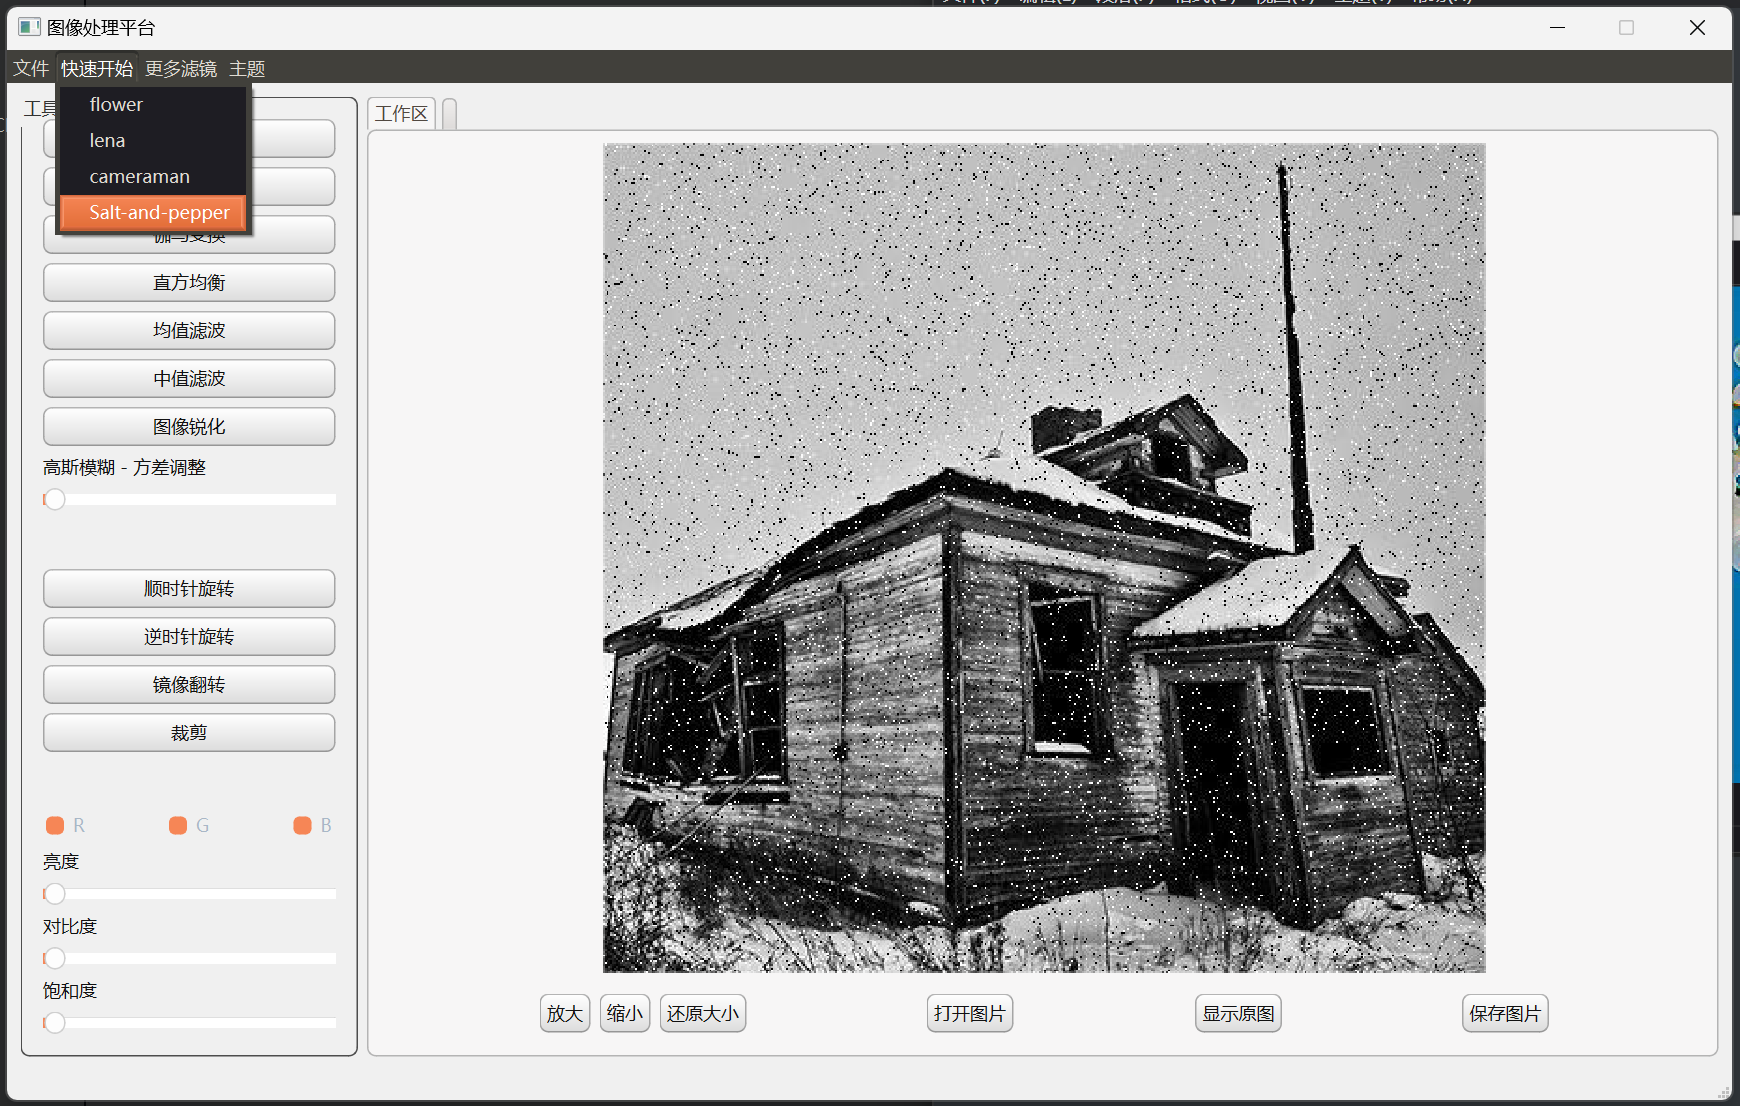 图像处理平台
文件 快速开始 更多滤镜 主题
flower
lena
cameraman
Salt-and-pepper
工具
伽马变换
直方均衡
均值滤波
中值滤波
图像锐化
高斯模糊 - 方差调整
顺时针旋转
逆时针旋转
镜像翻转
裁剪
R G B
亮度
对比度
饱和度
工作区
放大 缩小 还原大小 打开图片 显示原图 保存图片